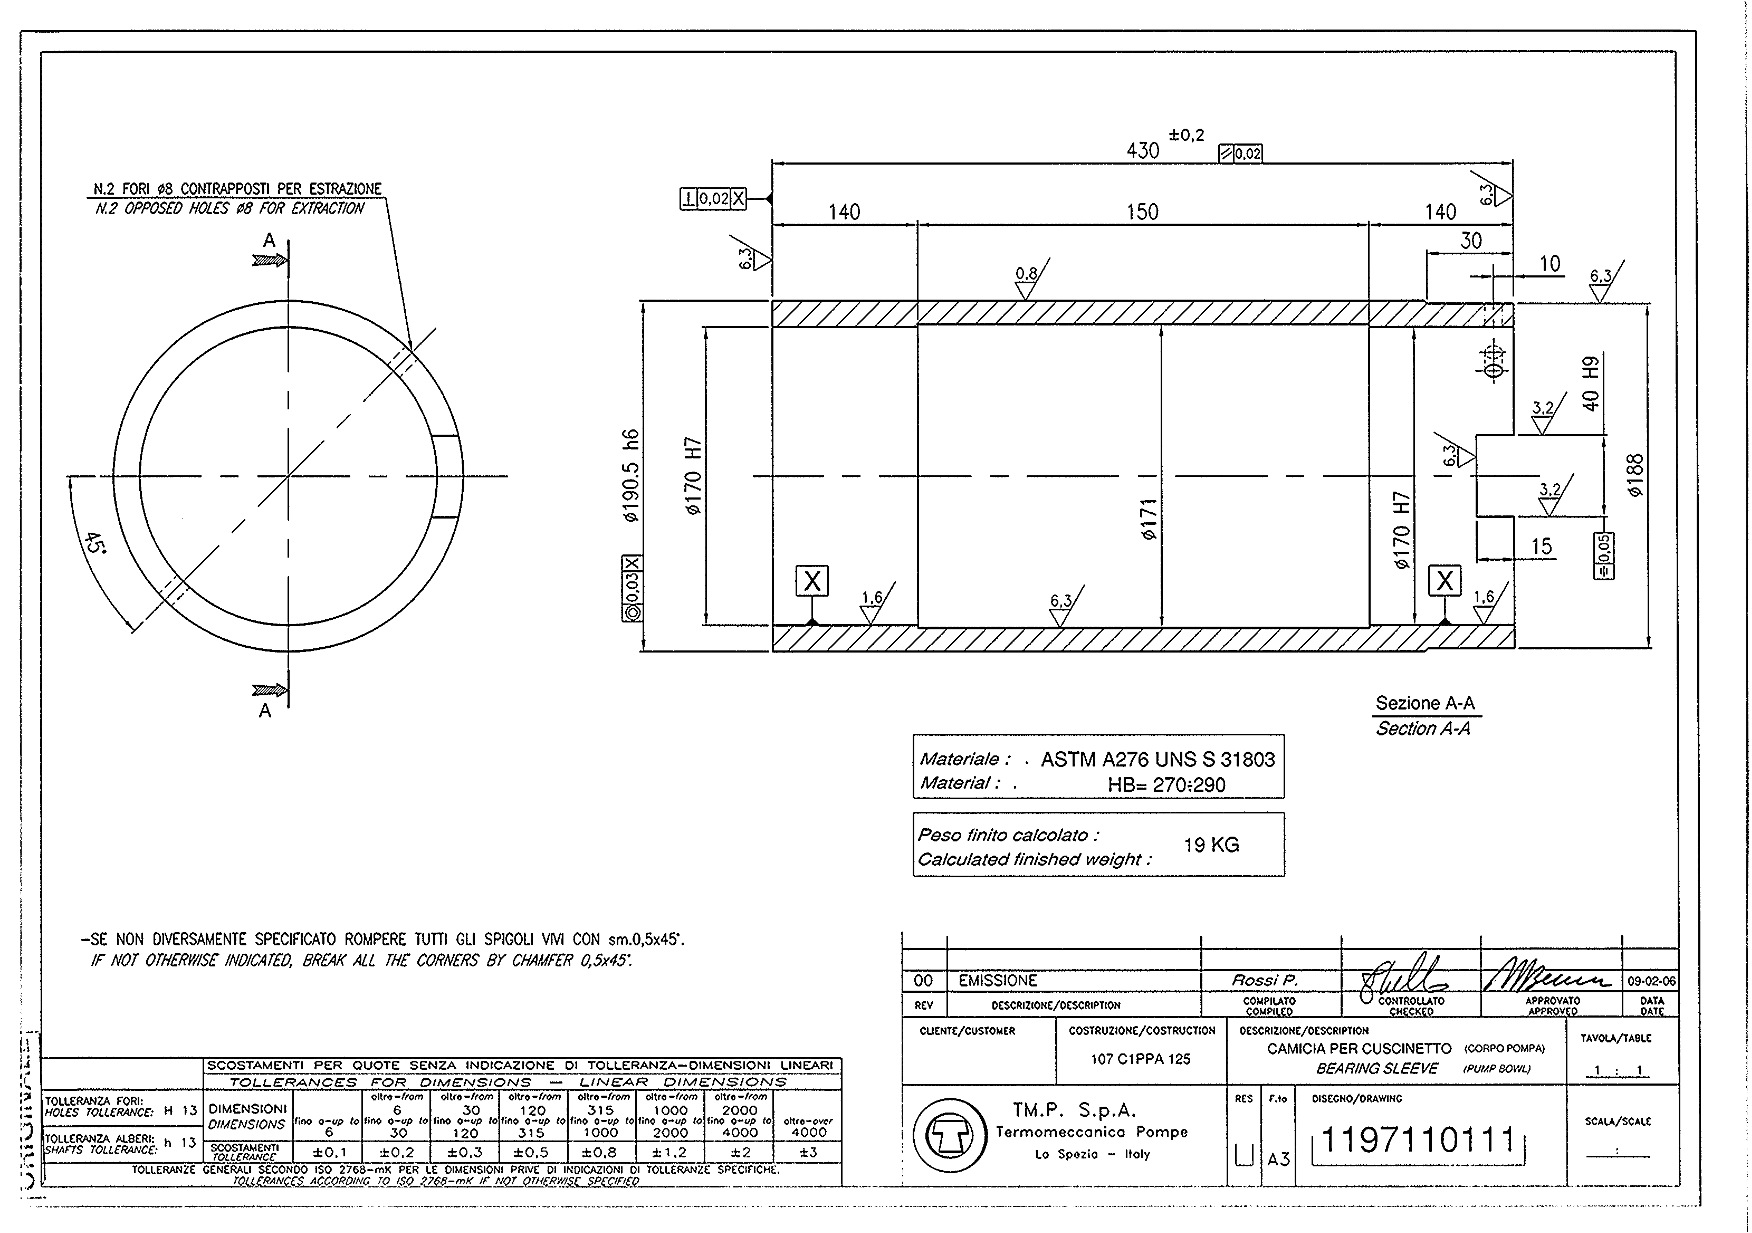 N.2 FORI ø8 CONTRAPPOSTI PER ESTRAZIONE
N.2 OPPOSED HOLES ø8 FOR EXTRACTION
A
A
45°
430 ±0,2
⫽ 0,02
⊥ 0,02 X
140
150
140
30
10
6,3
6,3
0,8
6,3
ø190.5 h6
◎ 0,03 X
ø170 H7
ø171
ø170 H7
40 H9
ø188
3,2
6,3
3,2
15
⌯ 0,05
X
X
1,6
6,3
1,6
Sezione A-A
Section A-A
Materiale : . ASTM A276 UNS S 31803
Material : . HB= 270÷290
Peso finito calcolato :
Calculated finished weight : 19 KG
-SE NON DIVERSAMENTE SPECIFICATO ROMPERE TUTTI GLI SPIGOLI VIVI CON sm.0,5x45°.
IF NOT OTHERWISE INDICATED, BREAK ALL THE CORNERS BY CHAMFER 0,5x45°.
00 EMISSIONE Rossi P. 09-02-06
REV DESCRIZIONE/DESCRIPTION COMPILATO CONTROLLATO APPROVATO DATA
COMPILED CHECKED APPROVED DATE
CLIENTE/CUSTOMER COSTRUZIONE/COSTRUCTION DESCRIZIONE/DESCRIPTION TAVOLA/TABLE
107 C1PPA 125
CAMICIA PER CUSCINETTO (CORPO POMPA)
BEARING SLEEVE (PUMP BOWL)
1 : 1
TM.P. S.p.A.
Termomeccanica Pompe
La Spezia - Italy
RES F.to DISEGNO/DRAWING SCALA/SCALE
A3 1197110111 :
SCOSTAMENTI PER QUOTE SENZA INDICAZIONE DI TOLLERANZA-DIMENSIONI LINEARI
TOLLERANCES FOR DIMENSIONS - LINEAR DIMENSIONS
TOLLERANZA FORI:
HOLES TOLLERANCE: H 13
TOLLERANZA ALBERI:
SHAFTS TOLLERANCE: h 13
DIMENSIONI
DIMENSIONS
oltre-from oltre-from oltre-from oltre-from oltre-from oltre-from
6 30 120 315 1000 2000
fino a-up to fino a-up to fino a-up to fino a-up to fino a-up to fino a-up to fino a-up to oltre-over
6 30 120 315 1000 2000 4000 4000
SCOSTAMENTI
TOLLERANCE
±0,1 ±0,2 ±0,3 ±0,5 ±0,8 ±1,2 ±2 ±3
TOLLERANZE GENERALI SECONDO ISO 2768-mK PER LE DIMENSIONI PRIVE DI INDICAZIONI DI TOLLERANZE SPECIFICHE.
TOLLERANCES ACCORDING TO ISO 2768-mK IF NOT OTHERWISE SPECIFIED